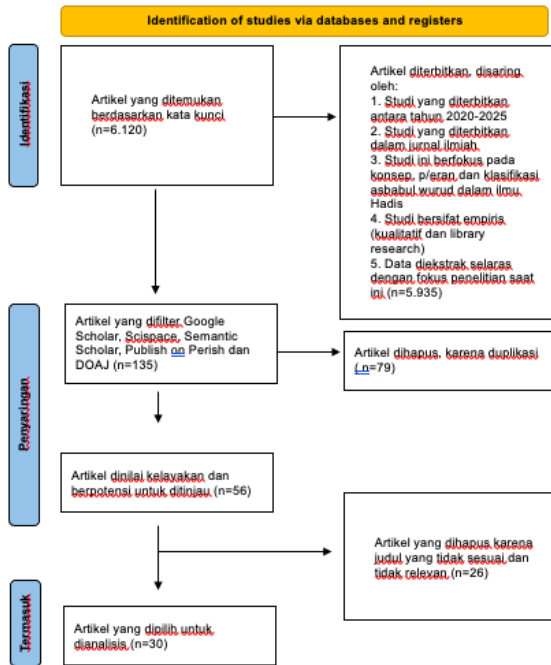 Identification of studies via databases and registers
Identifikasi
Artikel yang ditemukan
berdasarkan kata kunci
(n=6.120)
Artikel diterbitkan, disaring
oleh:
1. Studi yang diterbitkan
antara tahun 2020-2025
2. Studi yang diterbitkan
dalam jurnal ilmiah
3. Studi ini berfokus pada
konsep, p/eran dan klasifikasi
asbabul wurud dalam ilmu
Hadis
4. Studi bersifat empiris
(kualitatif dan library
research)
5. Data diekstrak selaras
dengan fokus penelitian saat
ini (n=5.935)
Penyaringan
Artikel yang difilter Google
Scholar, Scispace, Semantic
Scholar, Publish on Perish dan
DOAJ (n=135)
Artikel dihapus, karena duplikasi
( n=79)
Artikel dinilai kelayakan dan
berpotensi untuk ditinjau (n=56)
Artikel yang dihapus karena
judul yang tidak sesuai dan
tidak relevan (n=26)
Termasuk
Artikel yang dipilih untuk
dianalisis (n=30)